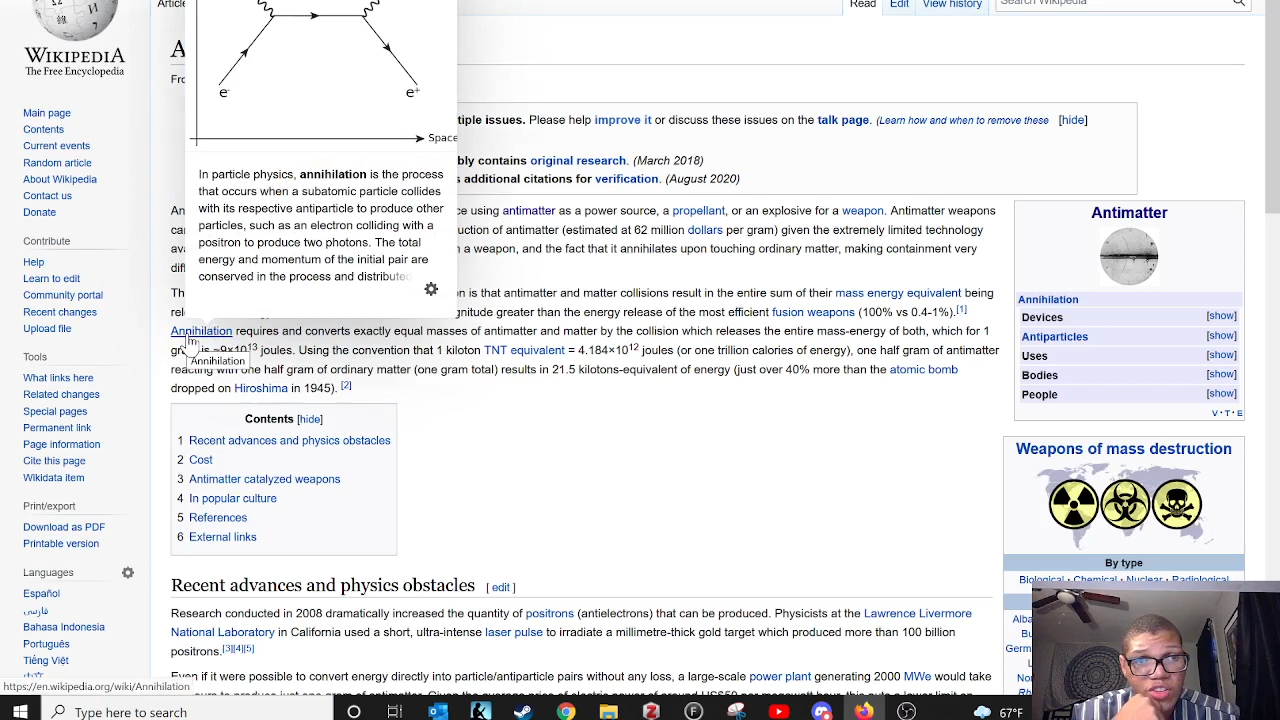 Article
Read
Edit
View history
Search Wikipedia
WIKIPEDIA
The Free Encyclopedia
Main page
Contents
Current events
Random article
About Wikipedia
Contact us
Donate
Contribute
Help
Learn to edit
Community portal
Recent changes
Upload file
Tools
What links here
Related changes
Special pages
Permanent link
Page information
Cite this page
Wikidata item
Print/export
Download as PDF
Printable version
Languages
Español
فارسی
Bahasa Indonesia
Português
Tiếng Việt
中文
e-
e+
Space
In particle physics, annihilation is the process
that occurs when a subatomic particle collides
with its respective antiparticle to produce other
particles, such as an electron colliding with a
positron to produce two photons. The total
energy and momentum of the initial pair are
conserved in the process and distributed
A
tiple issues. Please help improve it or discuss these issues on the talk page. (Learn how and when to remove these [hide]
bly contains original research. (March 2018)
s additional citations for verification. (August 2020)
An ce using antimatter as a power source, a propellant, or an explosive for a weapon. Antimatter weapons
uction of antimatter (estimated at 62 million dollars per gram) given the extremely limited technology
a weapon, and the fact that it annihilates upon touching ordinary matter, making containment very
Th on is that antimatter and matter collisions result in the entire sum of their mass energy equivalent being
rel gnitude greater than the energy release of the most efficient fusion weapons (100% vs 0.4-1%).[1]
Annihilation requires and converts exactly equal masses of antimatter and matter by the collision which releases the entire mass-energy of both, which for 1
is ~9×10¹³ joules. Using the convention that 1 kiloton TNT equivalent = 4.184×10¹² joules (or one trillion calories of energy), one half gram of antimatter
reacting with one half gram of ordinary matter (one gram total) results in 21.5 kilotons-equivalent of energy (just over 40% more than the atomic bomb
dropped on Hiroshima in 1945). [2]
Annihilation
Contents [hide]
1 Recent advances and physics obstacles
2 Cost
3 Antimatter catalyzed weapons
4 In popular culture
5 References
6 External links
Recent advances and physics obstacles [ edit ]
Research conducted in 2008 dramatically increased the quantity of positrons (antielectrons) that can be produced. Physicists at the Lawrence Livermore
National Laboratory in California used a short, ultra-intense laser pulse to irradiate a millimetre-thick gold target which produced more than 100 billion
positrons.[3][4][5]
Even if it were possible to convert energy directly into particle/antiparticle pairs without any loss, a large-scale power plant generating 2000 MWe would take
Antimatter
Annihilation
Devices [show]
Antiparticles [show]
Uses [show]
Bodies [show]
People [show]
V·T·E
Weapons of mass destruction
By type
Biological · Chemical · Nuclear · Radiological
https://en.wikipedia.org/wiki/Annihilation
Type here to search
67°F